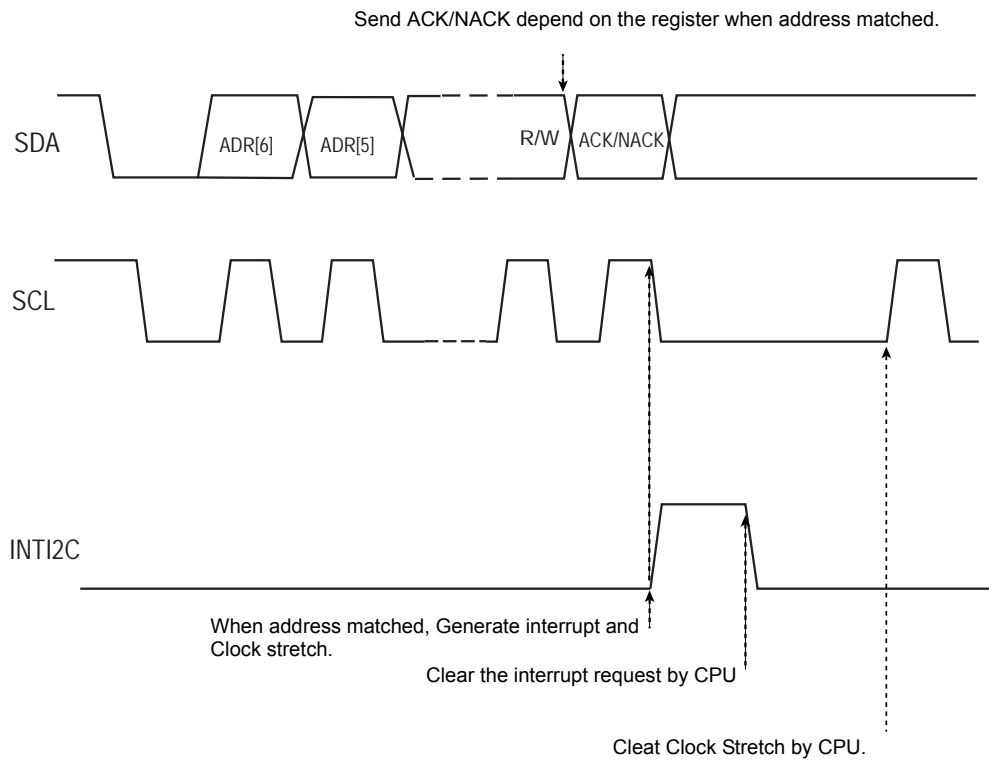 Send ACK/NACK depend on the register when address matched.
SDA
ADR[6]
ADR[5]
R/W
ACK/NACK
SCL
INTI2C
When address matched, Generate interrupt and
Clock stretch.
Clear the interrupt request by CPU
Cleat Clock Stretch by CPU.